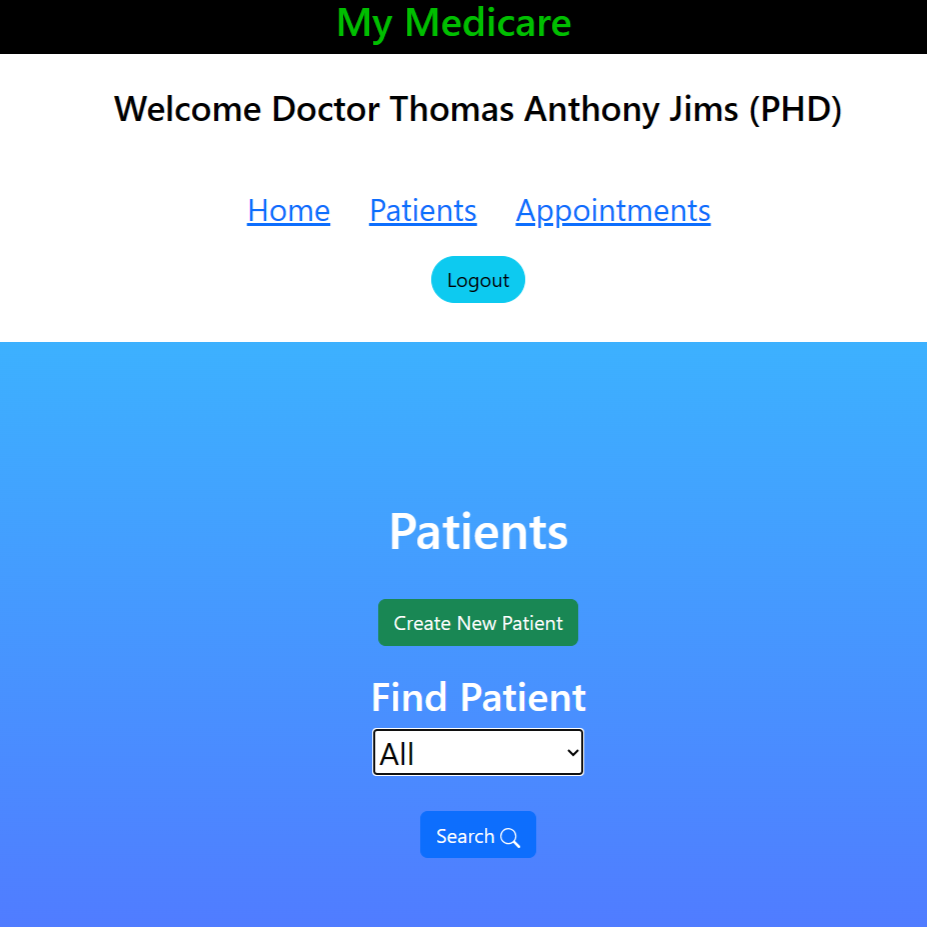 My Medicare
Welcome Doctor Thomas Anthony Jims (PHD)
Home Patients Appointments
Logout
Patients
Create New Patient
Find Patient
All
Search